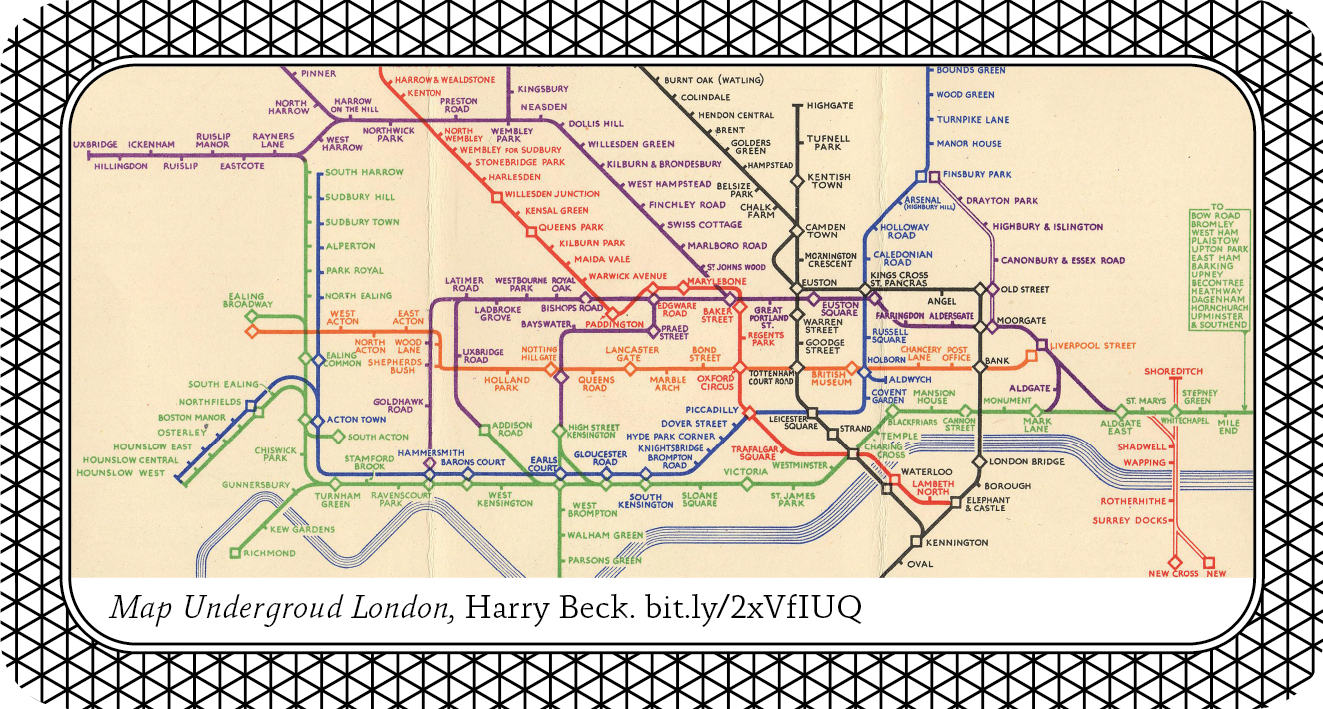 PINNER
NORTH
HARROW
HARROW
ON THE HILL
PRESTON
ROAD
NORTHWICK
PARK
WEST
HARROW
UXBRIDGE
ICKENHAM
RUISLIP
MANOR
RAYNERS
LANE
HILLINGDON
RUISLIP
EASTCOTE
HARROW & WEALDSTONE
KENTON
NORTH
WEMBLEY
WEMBLEY FOR SUDBURY
STONEBRIDGE PARK
HARLESDEN
WILLESDEN JUNCTION
KENSAL GREEN
QUEENS PARK
KILBURN PARK
MAIDA VALE
WARWICK AVENUE
KINGSBURY
NEASDEN
WEMBLEY
PARK
DOLLIS HILL
WILLESDEN GREEN
KILBURN & BRONDESBURY
WEST HAMPSTEAD
FINCHLEY ROAD
SWISS COTTAGE
MARLBORO ROAD
ST. JOHNS WOOD
BURNT OAK (WATLING)
COLINDALE
HENDON CENTRAL
BRENT
GOLDERS
GREEN
HAMPSTEAD
BELSIZE
PARK
CHALK
FARM
HIGHGATE
TUFNELL
PARK
KENTISH
TOWN
CAMDEN
TOWN
MORNINGTON
CRESCENT
EUSTON
BOUNDS GREEN
WOOD GREEN
TURNPIKE LANE
MANOR HOUSE
FINSBURY PARK
ARSENAL
(HIGHBURY HILL)
HOLLOWAY
ROAD
CALEDONIAN
ROAD
KINGS CROSS
ST. PANCRAS
DRAYTON PARK
HIGHBURY & ISLINGTON
CANONBURY & ESSEX ROAD
OLD STREET
ANGEL
MOORGATE
TO
BOW ROAD
BROMLEY
WEST HAM
PLAISTOW
UPTON PARK
EAST HAM
BARKING
UPNEY
BECONTREE
HEATHWAY
DAGENHAM
HORNCHURCH
UPMINSTER
& SOUTHEND
SOUTH HARROW
SUDBURY HILL
SUDBURY TOWN
ALPERTON
PARK ROYAL
NORTH EALING
EALING
BROADWAY
WEST
ACTON
EAST
ACTON
NORTH
ACTON
WOOD
LANE
SHEPHERDS
BUSH
EALING
COMMON
LATIMER
ROAD
WESTBOURNE
PARK
ROYAL
OAK
LADBROKE
GROVE
BISHOPS ROAD
BAYSWATER
PADDINGTON
EDGWARE
ROAD
MARYLEBONE
PRAED
STREET
BAKER
STREET
GREAT
PORTLAND
ST.
REGENTS
PARK
EUSTON
SQUARE
WARREN
STREET
GOODGE
STREET
FARRINGDON
ALDERSGATE
RUSSELL
SQUARE
HOLBORN
CHANCERY
LANE
POST
OFFICE
BANK
LIVERPOOL STREET
UXBRIDGE
ROAD
HOLLAND
PARK
NOTTING
HILL GATE
QUEENS
ROAD
LANCASTER
GATE
MARBLE
ARCH
BOND
STREET
OXFORD
CIRCUS
TOTTENHAM
COURT ROAD
BRITISH
MUSEUM
ALDWYCH
COVENT
GARDEN
MANSION
HOUSE
MONUMENT
ALDGATE
SHOREDITCH
ST. MARYS
STEPNEY
GREEN
BLACKFRIARS
CANNON
STREET
MARK
LANE
ALDGATE
EAST
WHITECHAPEL
MILE
END
SOUTH EALING
NORTHFIELDS
BOSTON MANOR
OSTERLEY
HOUNSLOW EAST
HOUNSLOW CENTRAL
HOUNSLOW WEST
ACTON TOWN
SOUTH ACTON
CHISWICK
PARK
GOLDHAWK
ROAD
ADDISON
ROAD
HIGH STREET
KENSINGTON
PICCADILLY
DOVER STREET
HYDE PARK CORNER
KNIGHTSBRIDGE
BROMPTON
ROAD
LEICESTER
SQUARE
STRAND
TRAFALGAR
SQUARE
TEMPLE
CHARING
CROSS
WESTMINSTER
STAMFORD
BROOK
HAMMERSMITH
BARONS COURT
EARLS
COURT
GLOUCESTER
ROAD
VICTORIA
GUNNERSBURY
TURNHAM
GREEN
RAVENSCOURT
PARK
WEST
KENSINGTON
SOUTH
KENSINGTON
SLOANE
SQUARE
ST. JAMES
PARK
WATERLOO
LAMBETH
NORTH
LONDON BRIDGE
BOROUGH
ELEPHANT
& CASTLE
KENNINGTON
OVAL
KEW GARDENS
RICHMOND
WEST
BROMPTON
WALHAM GREEN
PARSONS GREEN
SHADWELL
WAPPING
ROTHERHITHE
SURREY DOCKS
NEW CROSS
NEW
Map Undergroud London, Harry Beck. bit.ly/2xVfIUQ